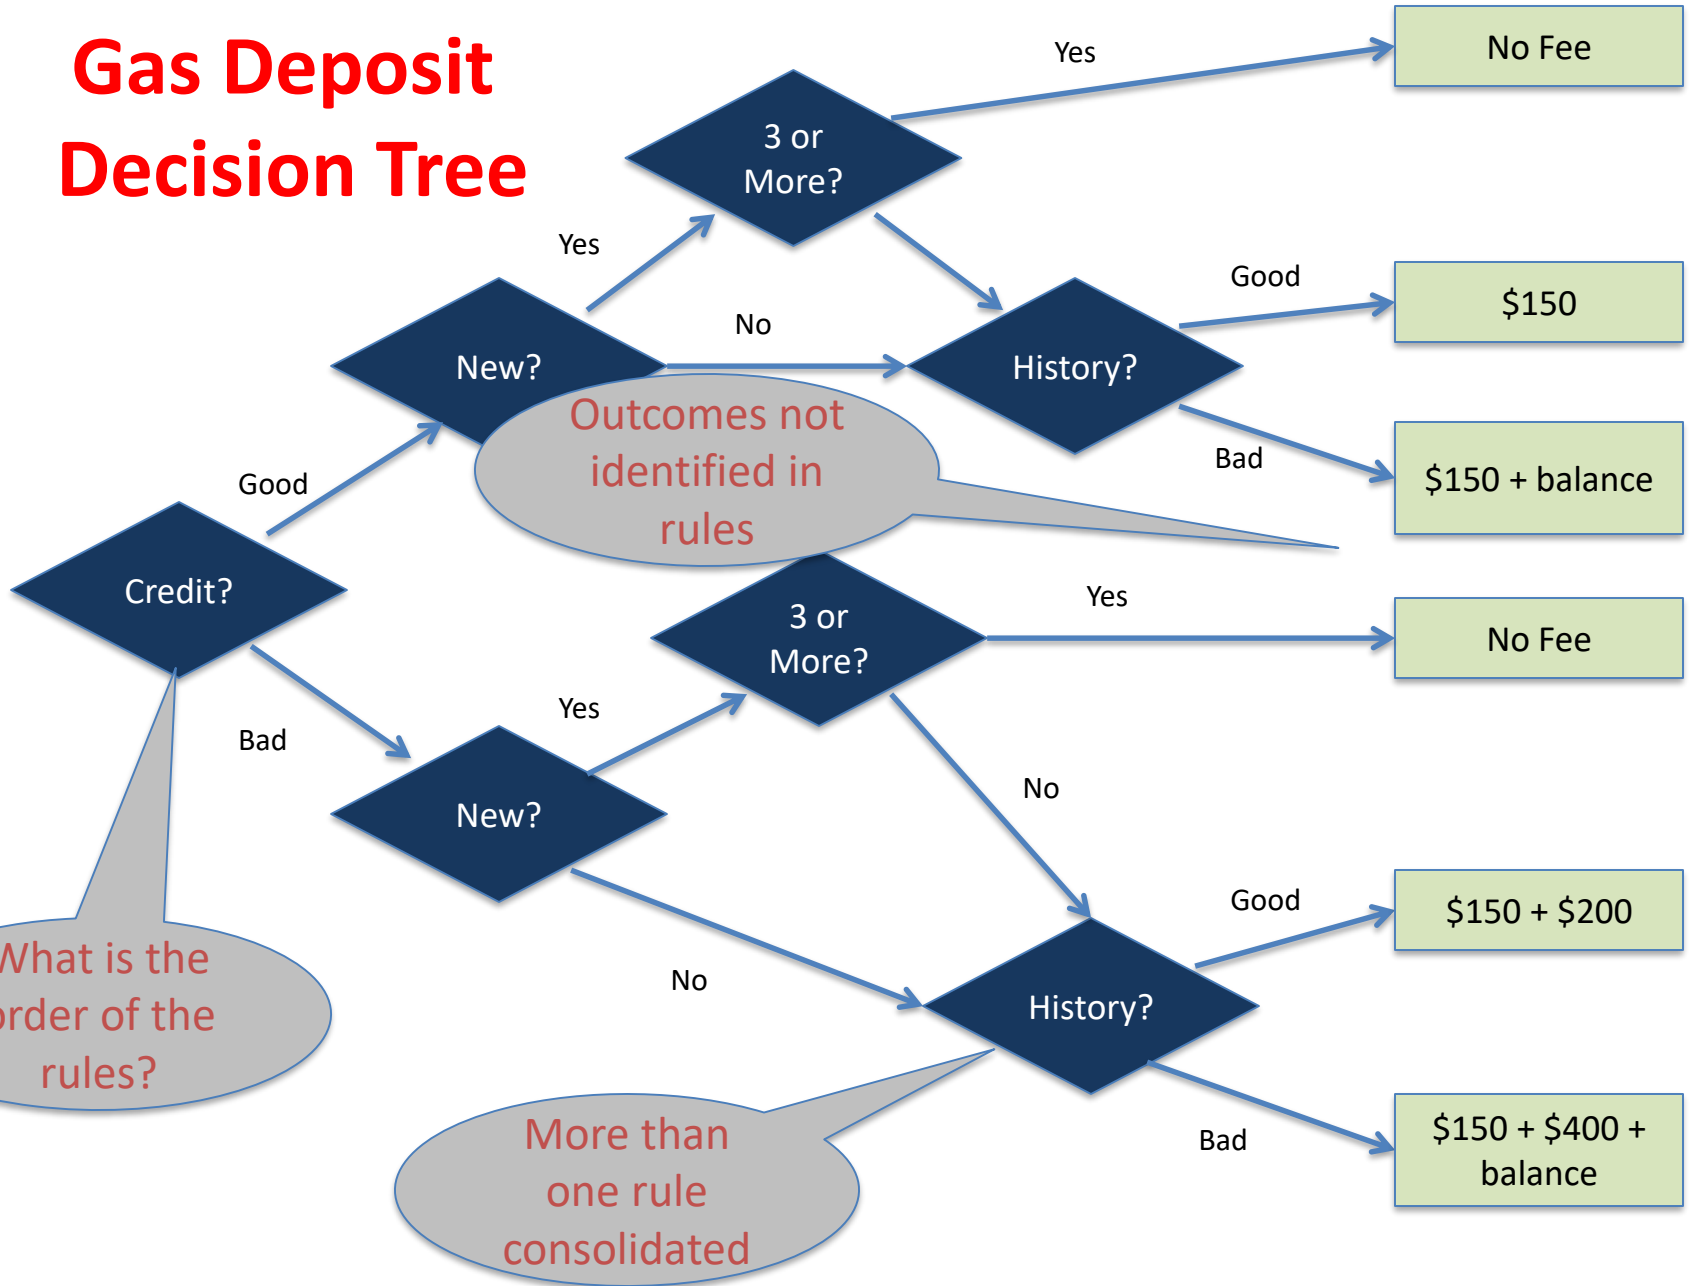 Gas Deposit
Decision Tree
Yes
No Fee
3 or
More?
Yes
Good
$150
No
New?
History?
Outcomes not
identified in
rules
Bad
$150 + balance
Good
Credit?
3 or
More?
Yes
No Fee
Yes
Bad
New?
No
Good
$150 + $200
What is the
order of the
rules?
No
History?
More than
one rule
consolidated
Bad
$150 + $400 +
balance